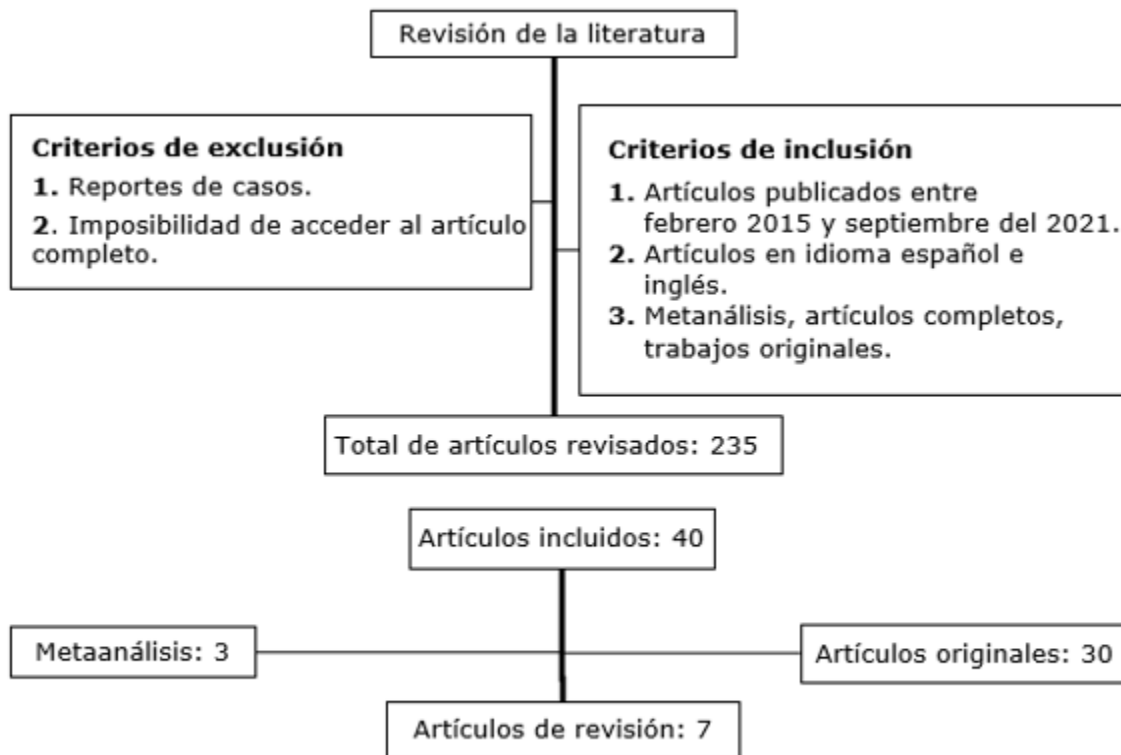 Revisión de la literatura
Criterios de exclusión
1. Reportes de casos.
2. Imposibilidad de acceder al artículo
completo.
Criterios de inclusión
1. Artículos publicados entre
febrero 2015 y septiembre del 2021.
2. Artículos en idioma español e
inglés.
3. Metanálisis, artículos completos,
trabajos originales.
Total de artículos revisados: 235
Artículos incluidos: 40
Metaanálisis: 3
Artículos originales: 30
Artículos de revisión: 7